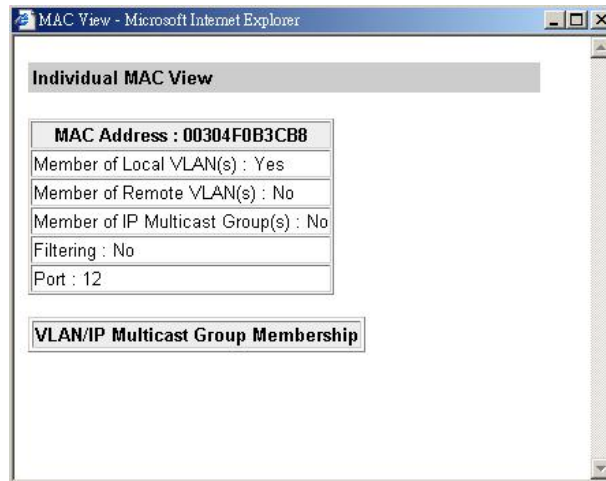 MAC View - Microsoft Internet Explorer
Individual MAC View
MAC Address : 00304F0B3CB8
Member of Local VLAN(s) : Yes
Member of Remote VLAN(s) : No
Member of IP Multicast Group(s) : No
Filtering : No
Port : 12
VLAN/IP Multicast Group Membership